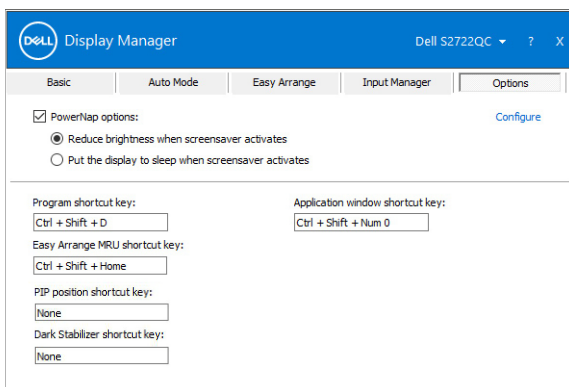 DELL Display Manager Dell S2722QC ? X
Basic Auto Mode Easy Arrange Input Manager Options
PowerNap options: Configure
Reduce brightness when screensaver activates
Put the display to sleep when screensaver activates
Program shortcut key: Application window shortcut key:
Ctrl + Shift + D Ctrl + Shift + Num 0
Easy Arrange MRU shortcut key:
Ctrl + Shift + Home
PIP position shortcut key:
None
Dark Stabilizer shortcut key:
None